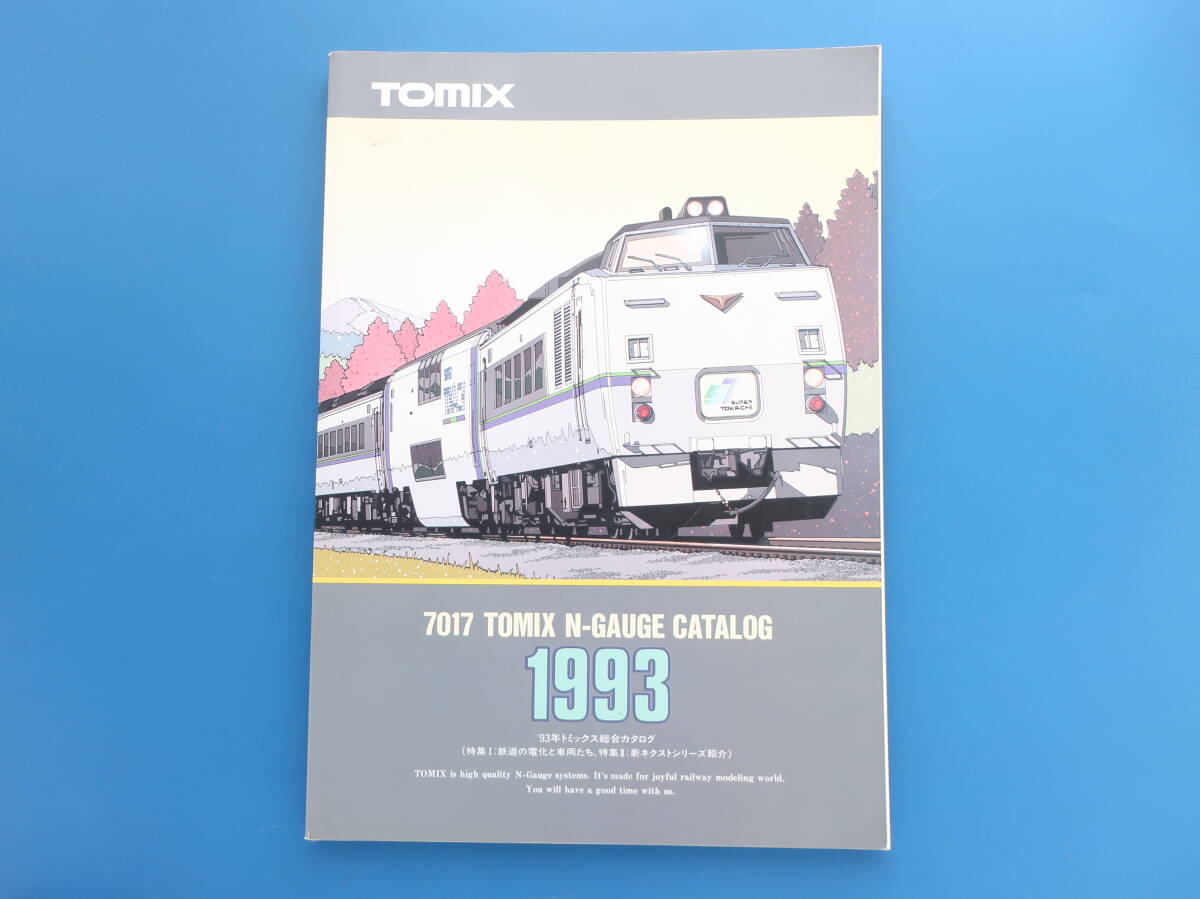 TOMIX
SUPER
TOKACHI
7017 TOMIX N-GAUGE CATALOG
1993
'93年トミックス総合カタログ
(特集I:鉄道の電化と車両たち、特集II:新ネクストシリーズ紹介)
TOMIX is high quality N-Gauge systems. It's made for joyful railway modeling world.
You will have a good time with us.